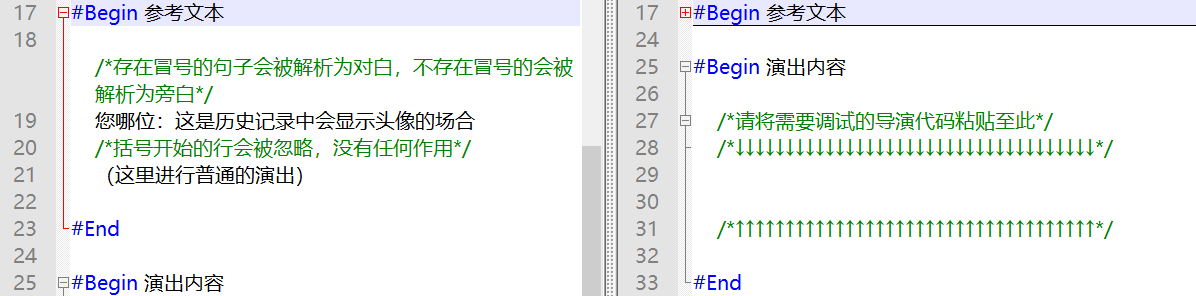 17 #Begin 参考文本
18
/*存在冒号的句子会被解析为对白，不存在冒号的会被
解析为旁白*/
19 您哪位：这是历史记录中会显示头像的场合
20 /*括号开始的行会被忽略，没有任何作用*/
21 （这里进行普通的演出）
22
23 #End
24
25 #Begin 演出内容
17 #Begin 参考文本
24
25 #Begin 演出内容
26
27 /*请将需要调试的导演代码粘贴至此*/
28 /*↓↓↓↓↓↓↓↓↓↓↓↓↓↓↓↓↓↓↓↓↓↓↓↓↓↓↓↓↓↓↓↓↓↓↓↓*/
29
30
31 /*↑↑↑↑↑↑↑↑↑↑↑↑↑↑↑↑↑↑↑↑↑↑↑↑↑↑↑↑↑↑↑↑↑↑↑↑*/
32
33 #End